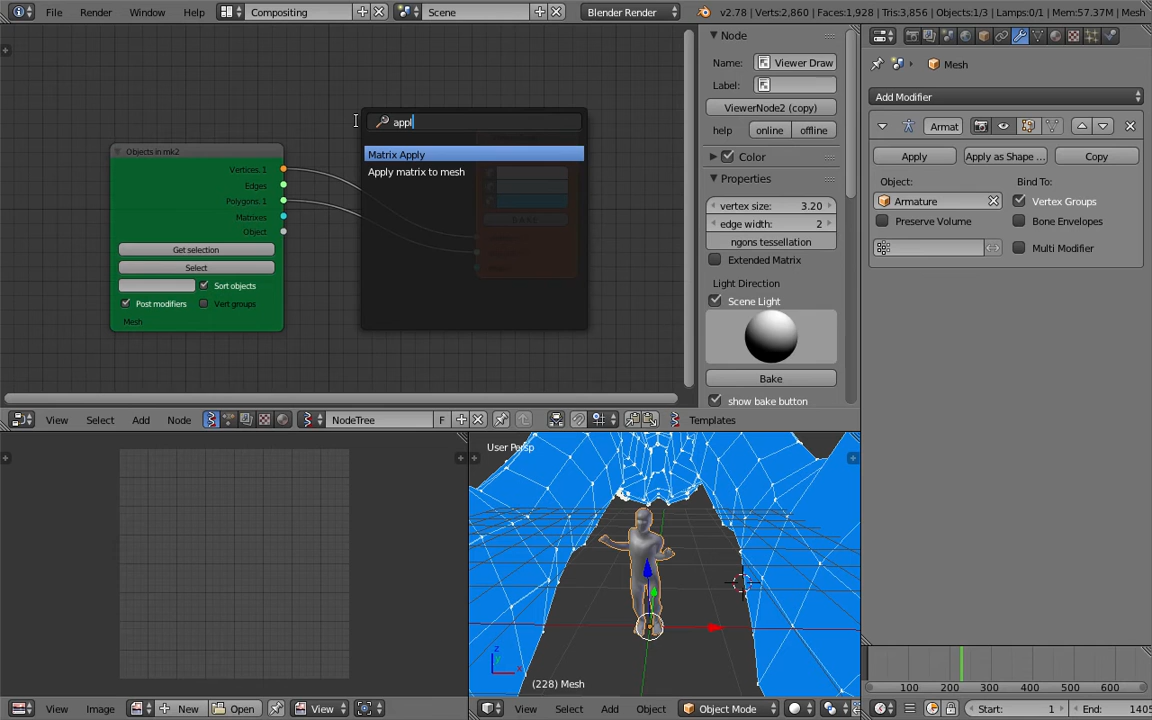 File Render Window Help Compositing Scene Blender Render v2.78 | Verts:2,860 | Faces:1,928 | Tris:3,856 | Objects:1/3 | Lamps:0/1 | Mem:57.37M | Mesh
appl
Matrix Apply
Apply matrix to mesh
BAKE
Objects in mk2
Vertices. 1
Edges
Polygons. 1
Matrixes
Object
Get selection
Select
Sort objects
Post modifiers Vert groups
Mesh
Node
Name: Viewer Draw
Label:
ViewerNode2 (copy)
help online offline
Color
Properties
vertex size: 3.20
edge width: 2
ngons tessellation
Extended Matrix
Light Direction
Scene Light
Bake
show bake button
Mesh
Add Modifier
Armat
Apply Apply as Shape ... Copy
Object: Bind To:
Armature Vertex Groups
Preserve Volume Bone Envelopes
Multi Modifier
View Select Add Node NodeTree F Templates
User Persp
z
y
x
(228) Mesh
100 200 300 400 500 600
View Image New Open View
View Select Add Object Object Mode
Start: 1 End: 1405